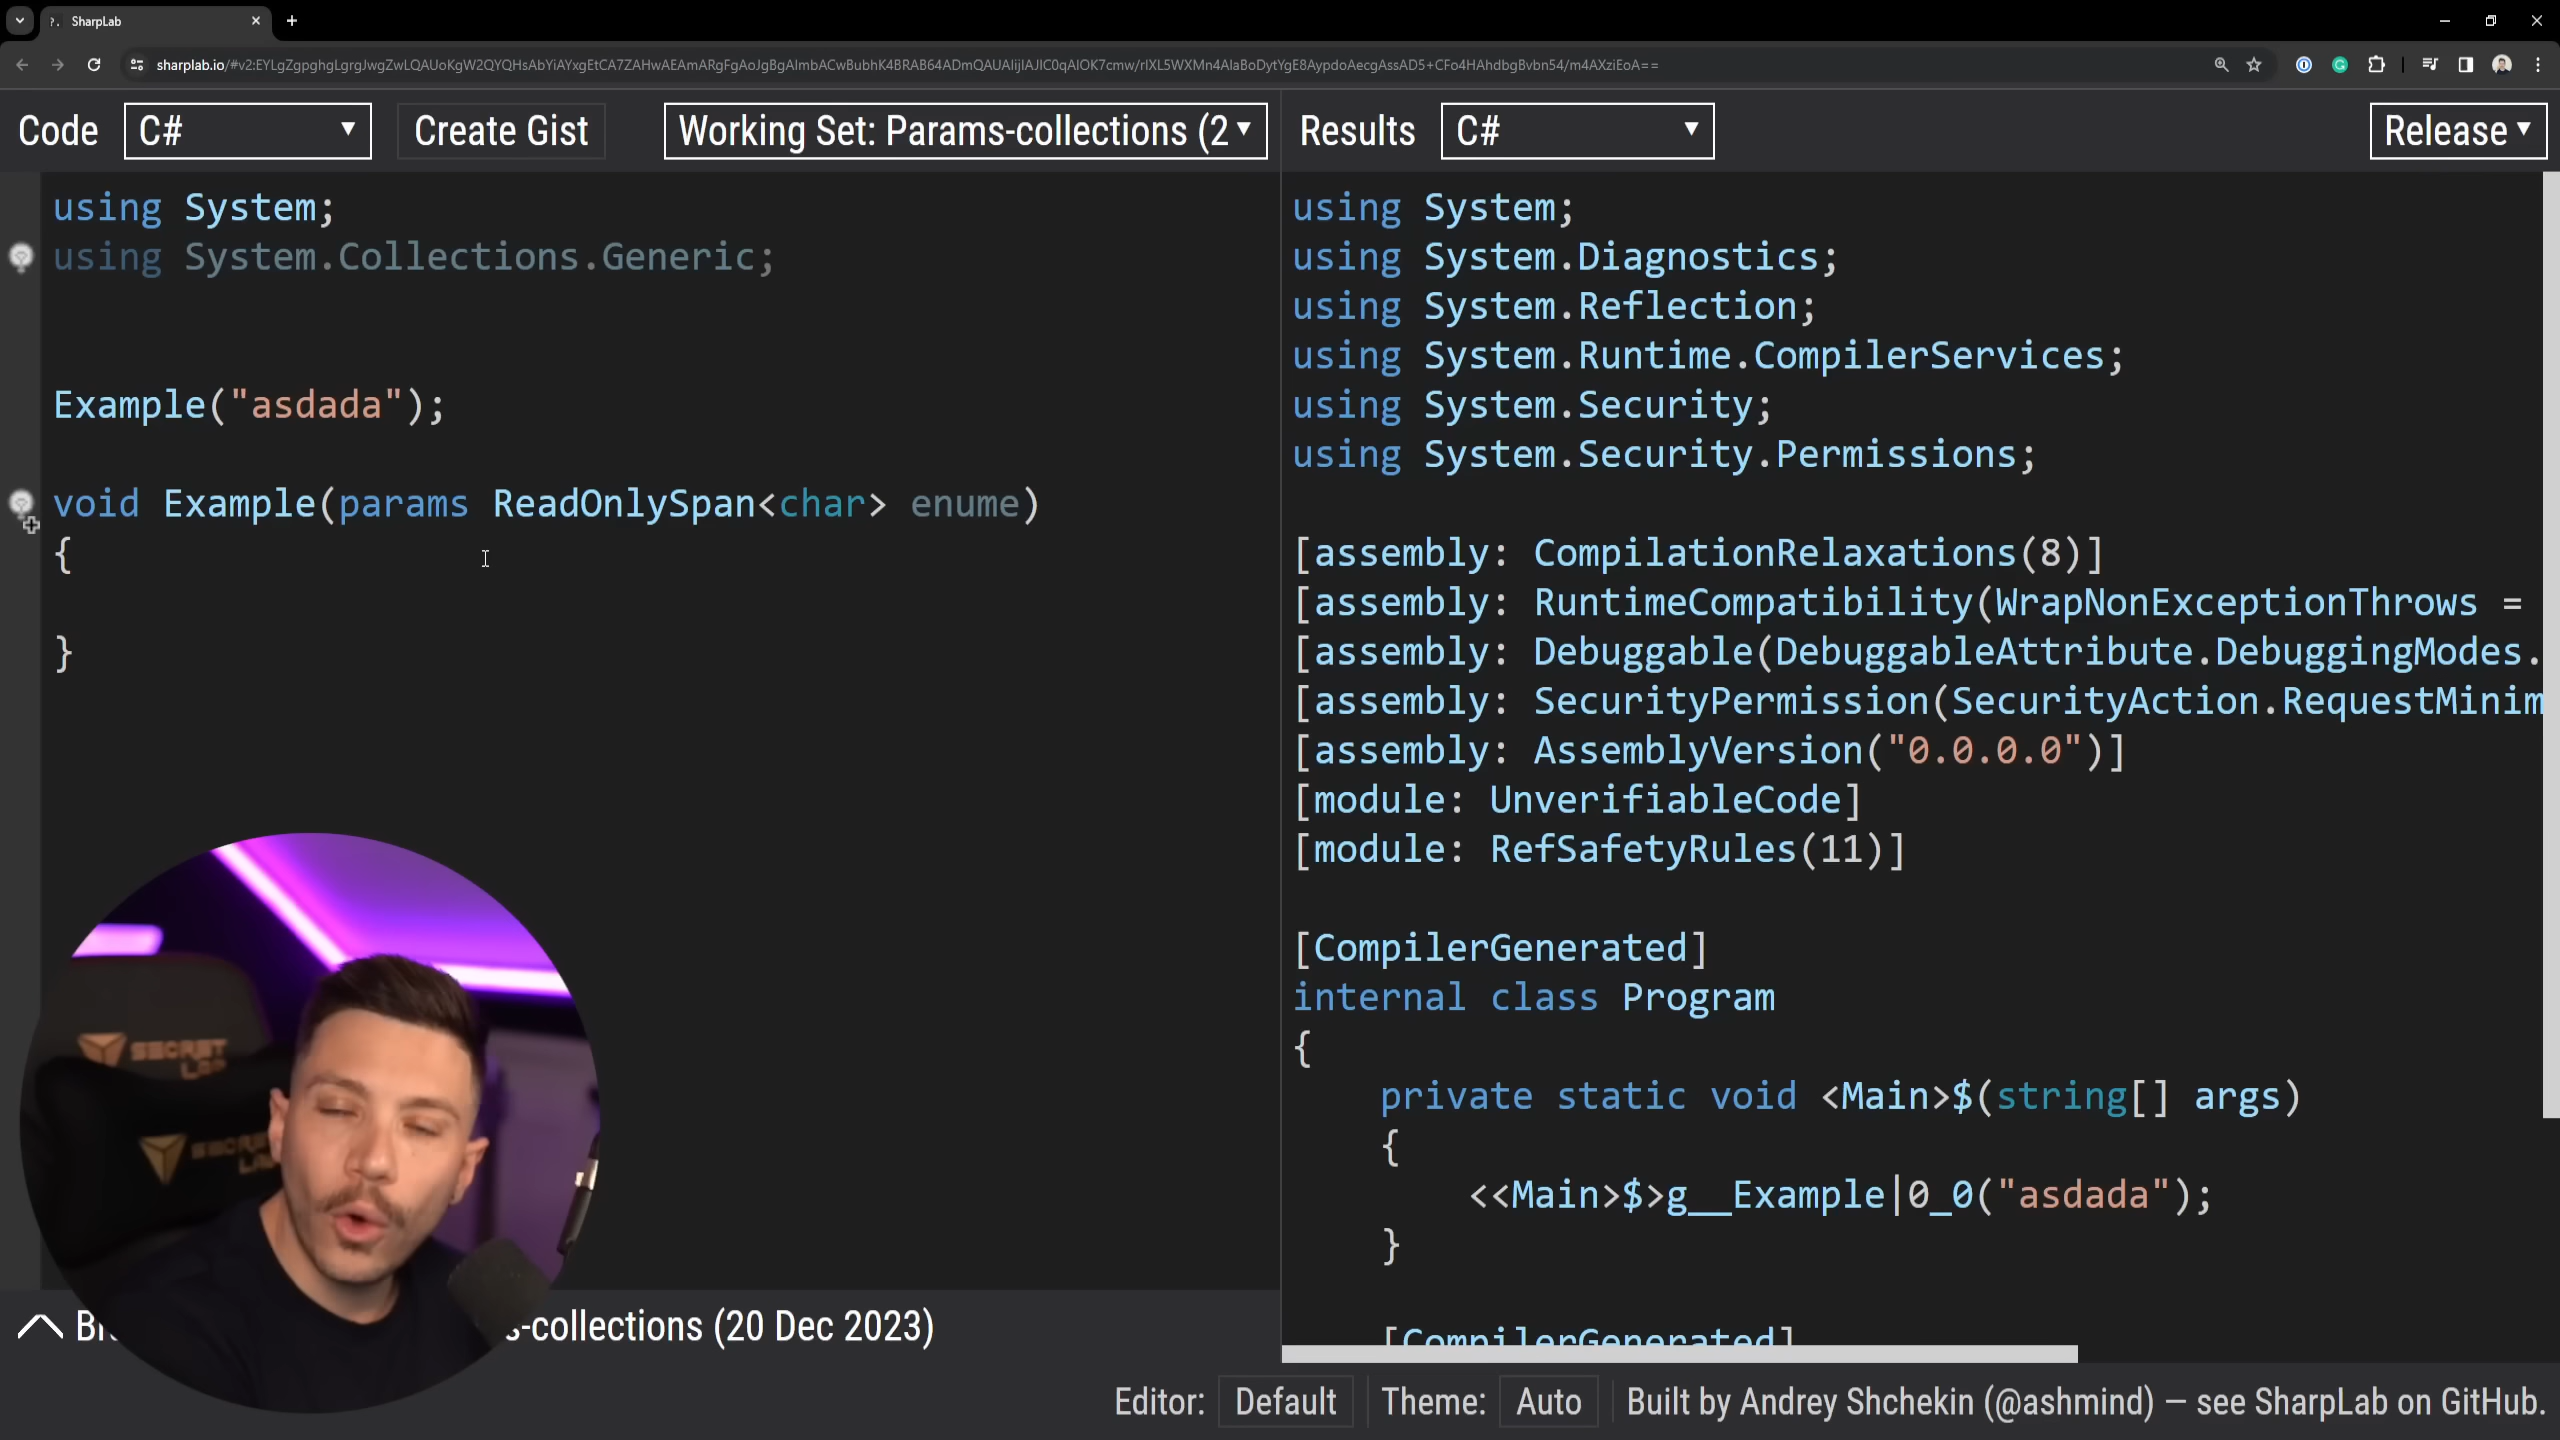 SharpLab
sharplab.io/#v2:EYLgZgpghgLgrgJwgZwLQAUoKgW2QYQHsAbYiAYxgEtCA7ZAHwAEAmARgFgAoJgBgAImbACwBubhK4BRAB64ADmQAUAIijIAJIC0qAIOK7cmw/rIXL5WXMn4AlaBoDytYgE8AypdoAecgAssAD5+CFo4HAhdbgBvbn54/m4AXziEoA==
Code
C#
Create Gist
Working Set: Params-collections (2
Results
C#
Release
using System;
using System.Collections.Generic;
Example("asdada");
void Example(params ReadOnlySpan<char> enume)
{
}
using System;
using System.Diagnostics;
using System.Reflection;
using System.Runtime.CompilerServices;
using System.Security;
using System.Security.Permissions;
[assembly: CompilationRelaxations(8)]
[assembly: RuntimeCompatibility(WrapNonExceptionThrows =
[assembly: Debuggable(DebuggableAttribute.DebuggingModes.
[assembly: SecurityPermission(SecurityAction.RequestMinim
[assembly: AssemblyVersion("0.0.0.0")]
[module: UnverifiableCode]
[module: RefSafetyRules(11)]
[CompilerGenerated]
internal class Program
{
private static void <Main>$(string[] args)
{
<<Main>$>g__Example|0_0("asdada");
}
[CompilerGenerated]
SECRET
LAB
s-collections (20 Dec 2023)
Editor: Default
Theme: Auto
Built by Andrey Shchekin (@ashmind) — see SharpLab on GitHub.